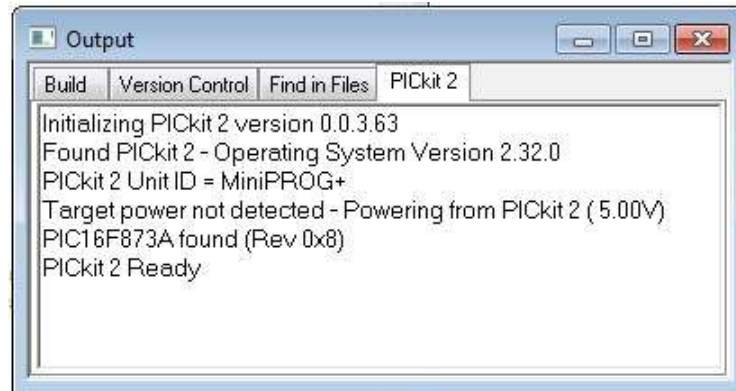 Output
Build Version Control Find in Files PICkit 2
Initializing PICkit 2 version 0.0.3.63
Found PICkit 2 - Operating System Version 2.32.0
PICkit 2 Unit ID = MiniPROG+
Target power not detected - Powering from PICkit 2 ( 5.00V)
PIC16F873A found (Rev 0x8)
PICkit 2 Ready